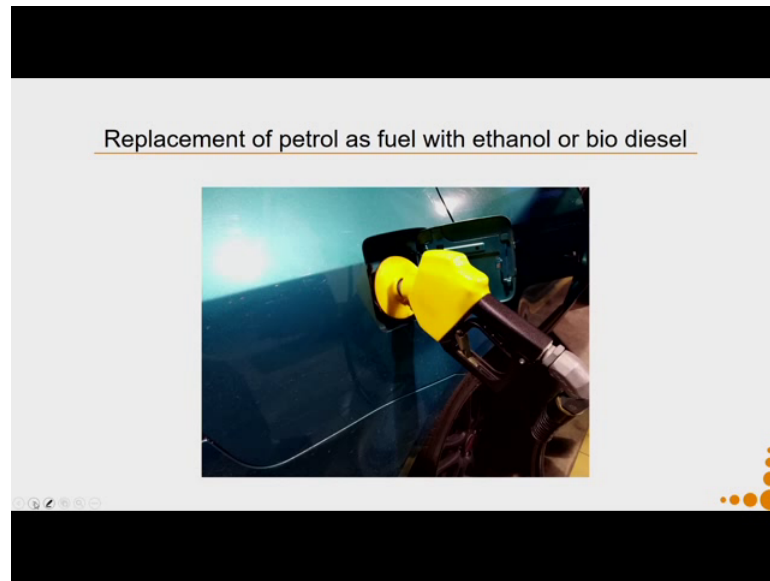 Replacement of petrol as fuel with ethanol or bio diesel